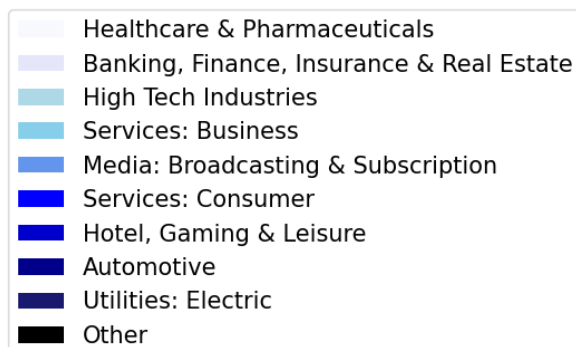 Healthcare & Pharmaceuticals
Banking, Finance, Insurance & Real Estate
High Tech Industries
Services: Business
Media: Broadcasting & Subscription
Services: Consumer
Hotel, Gaming & Leisure
Automotive
Utilities: Electric
Other